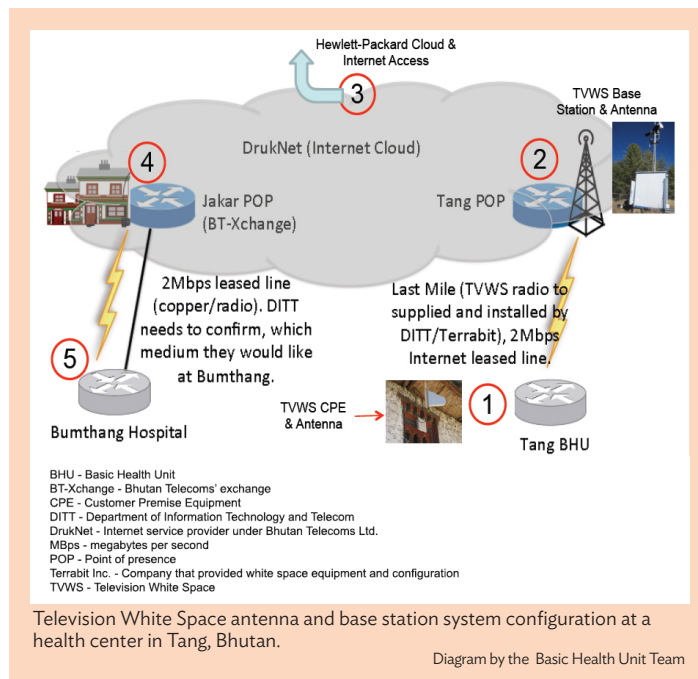 Hewlett-Packard Cloud &
Internet Access
3
TVWS Base
Station & Antenna
DrukNet (Internet Cloud)
4
Jakar POP
(BT-Xchange)
2
Tang POP
2Mbps leased line
(copper/radio). DITT
needs to confirm, which
medium they would like
at Bumthang.
Last Mile (TVWS radio to
supplied and installed by
DITT/Terrabit), 2Mbps
Internet leased line.
5
Bumthang Hospital
TVWS CPE
& Antenna
1
Tang BHU
BHU - Basic Health Unit
BT-Xchange - Bhutan Telecoms' exchange
CPE - Customer Premise Equipment
DITT - Department of Information Technology and Telecom
DrukNet - Internet service provider under Bhutan Telecoms Ltd.
MBps - megabytes per second
POP - Point of presence
Terrabit Inc. - Company that provided white space equipment and configuration
TVWS - Television White Space
Television White Space antenna and base station system configuration at a
health center in Tang, Bhutan.
Diagram by the Basic Health Unit Team